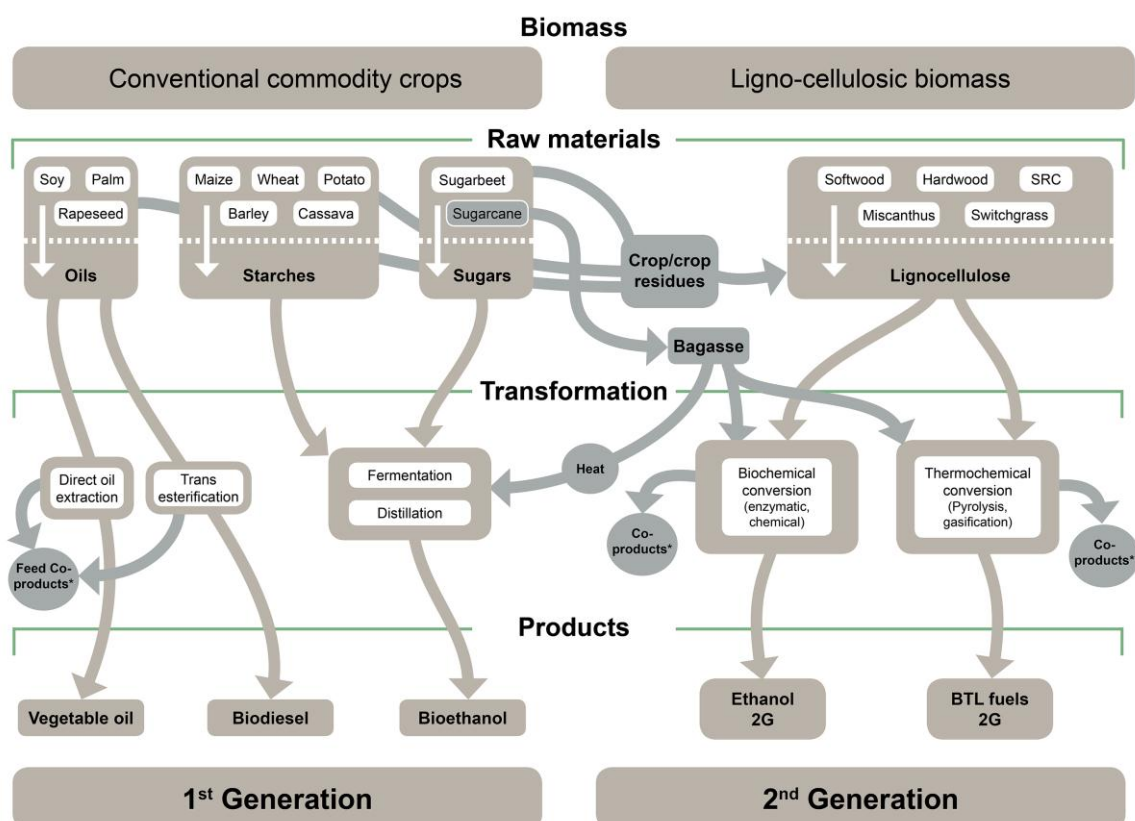 Biomass
Conventional commodity crops
Ligno-cellulosic biomass
Raw materials
Soy
Palm
Rapeseed
Oils
Maize
Wheat
Potato
Barley
Cassava
Starches
Sugarbeet
Sugarcane
Sugars
Crop/crop
residues
Softwood
Hardwood
SRC
Miscanthus
Switchgrass
Lignocellulose
Bagasse
Transformation
Direct oil
extraction
Trans
esterification
Fermentation
Distillation
Heat
Biochemical
conversion
(enzymatic,
chemical)
Thermochemical
conversion
(Pyrolysis,
gasification)
Feed Co-
products*
Co-
products*
Co-
products*
Products
Vegetable oil
Biodiesel
Bioethanol
Ethanol
2G
BTL fuels
2G
1st Generation
2nd Generation